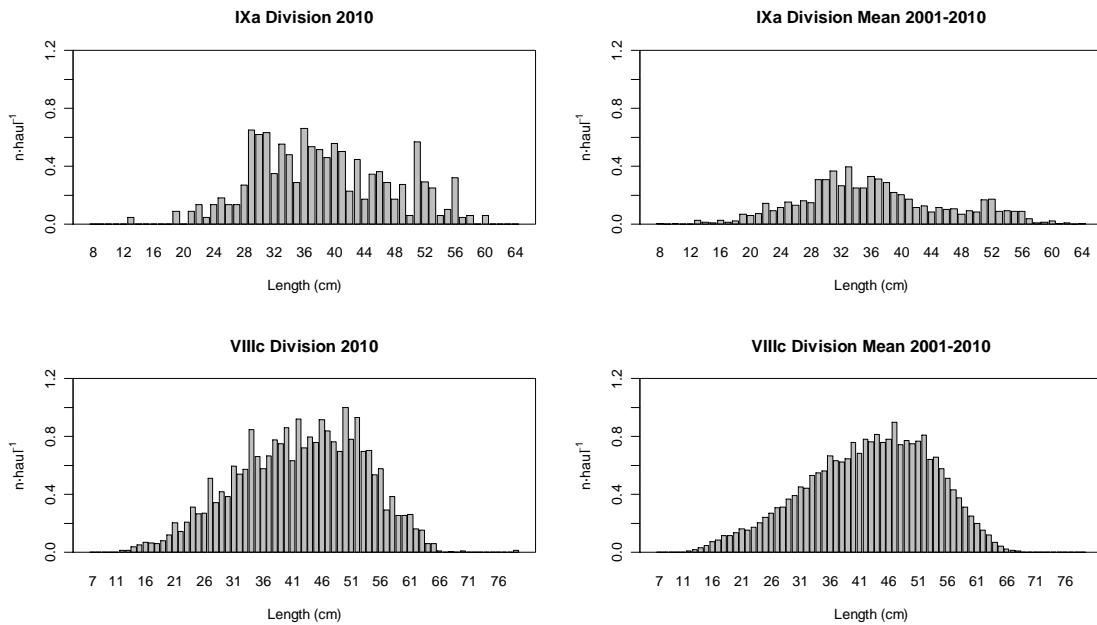 IXa Division 2010
n·haul⁻¹
1.2
0.8
0.4
0.0
8 12 16 20 24 28 32 36 40 44 48 52 56 60 64
Length (cm)
IXa Division Mean 2001-2010
n·haul⁻¹
1.2
0.8
0.4
0.0
8 12 16 20 24 28 32 36 40 44 48 52 56 60 64
Length (cm)
VIIIc Division 2010
n·haul⁻¹
1.2
0.8
0.4
0.0
7 11 16 21 26 31 36 41 46 51 56 61 66 71 76
Length (cm)
VIIIc Division Mean 2001-2010
n·haul⁻¹
1.2
0.8
0.4
0.0
7 11 16 21 26 31 36 41 46 51 56 61 66 71 76
Length (cm)